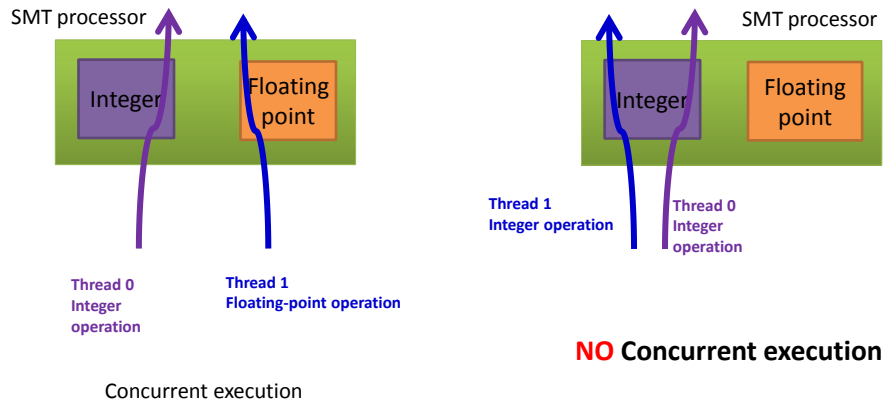 SMT processor
Integer
Floating
point
Thread 0
Integer
operation
Thread 1
Floating-point operation
Concurrent execution
SMT processor
Integer
Floating
point
Thread 1
Integer operation
Thread 0
Integer
operation
NO Concurrent execution